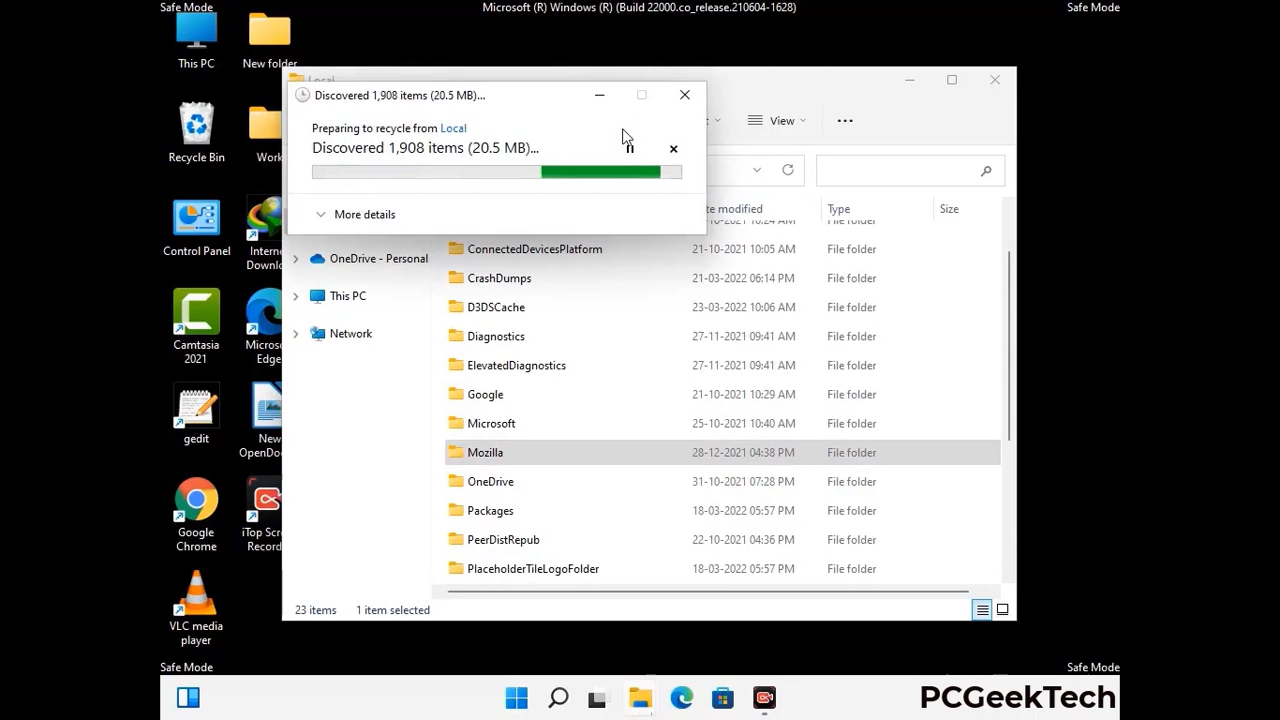 Safe Mode
Microsoft (R) Windows (R) (Build 22000.co_release.210604-1628)
Safe Mode
This PC
New folder
Recycle Bin
Work
Control Panel
Intern
Downlo
Camtasia
2021
Micros
Edge
gedit
New
OpenDoc
Google
Chrome
iTop Scr
Record
VLC media
player
Local
Discovered 1,908 items (20.5 MB)...
Preparing to recycle from Local
Discovered 1,908 items (20.5 MB)...
More details
View
te modified
Type
Size
File folder
OneDrive - Personal
This PC
Network
ConnectedDevicesPlatform 21-10-2021 10:05 AM File folder
CrashDumps 21-03-2022 06:14 PM File folder
D3DSCache 23-03-2022 10:06 AM File folder
Diagnostics 27-11-2021 09:41 AM File folder
ElevatedDiagnostics 27-11-2021 09:41 AM File folder
Google 21-10-2021 10:29 AM File folder
Microsoft 25-10-2021 10:40 AM File folder
Mozilla 28-12-2021 04:38 PM File folder
OneDrive 31-10-2021 07:28 PM File folder
Packages 18-03-2022 05:57 PM File folder
PeerDistRepub 22-10-2021 04:36 PM File folder
PlaceholderTileLogoFolder 18-03-2022 05:57 PM File folder
23 items
1 item selected
Safe Mode
Safe Mode
PCGeekTech